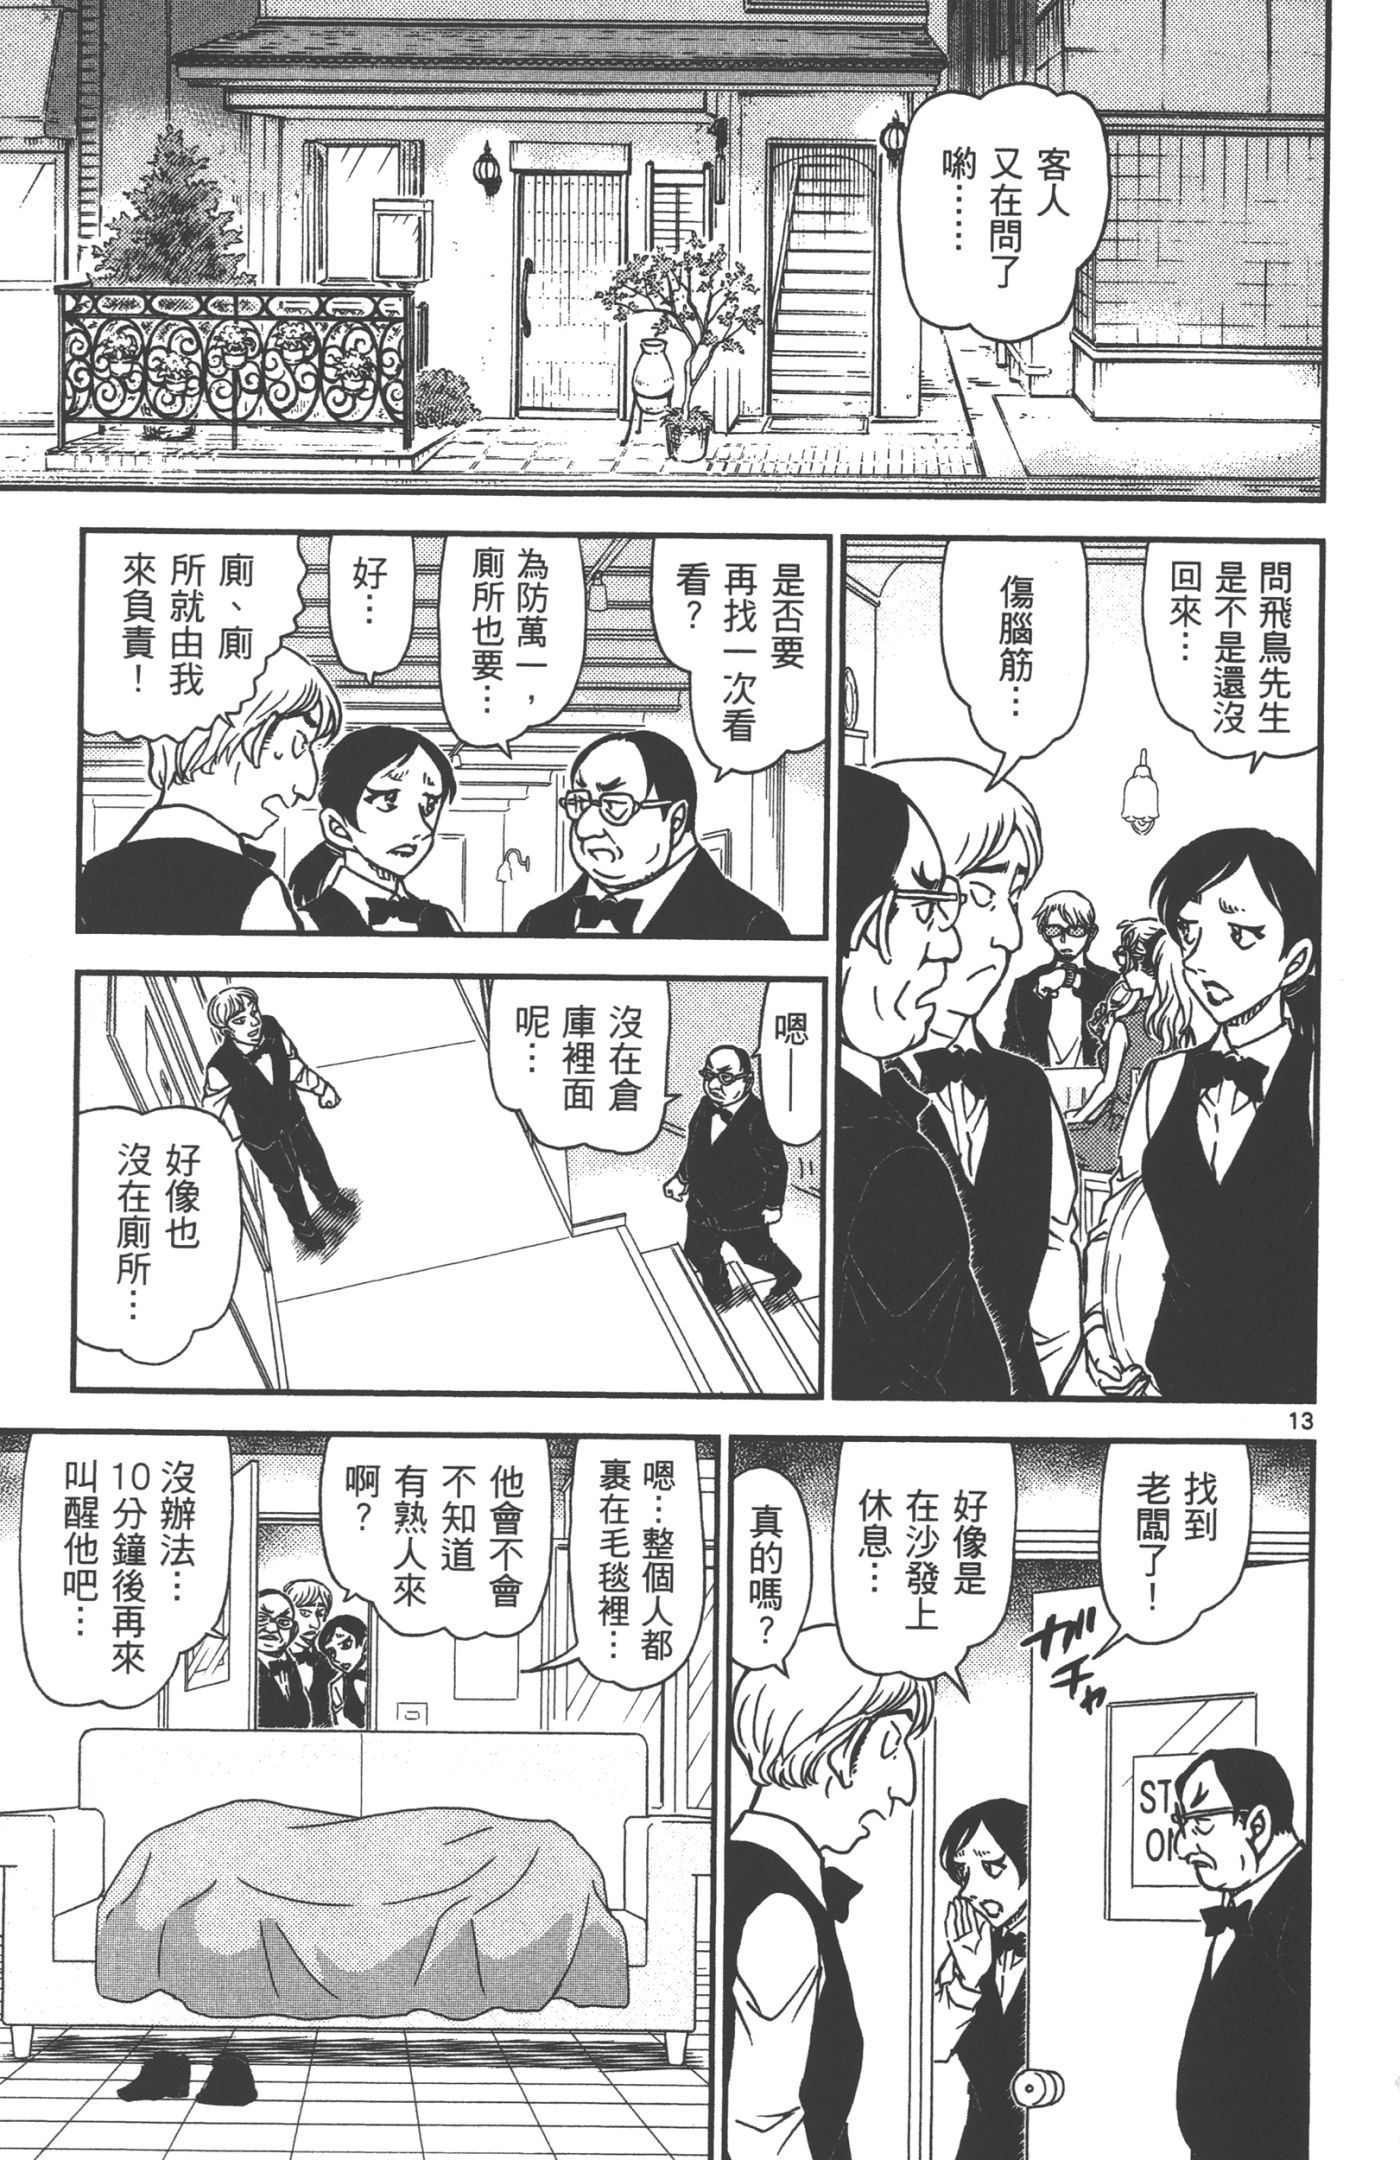 客人
又在問了
喲……
問飛鳥先生
是不是還沒
回來…
傷腦筋…
是否要
再找一次看
看？
為防萬一，
廁所也要…
好…
廁、廁
所就由我
來負責！
嗯——
沒在倉
庫裡面
呢…
好像也
沒在廁所…
13
找到
老闆了！
ガチャ
ST
ON
好像是
在沙發上
休息…
真的嗎？
嗯…整個人都
裹在毛毯裡…
他會不會
不知道
有熟人來
啊？
沒辦法…
10分鐘後再來
叫醒他吧…